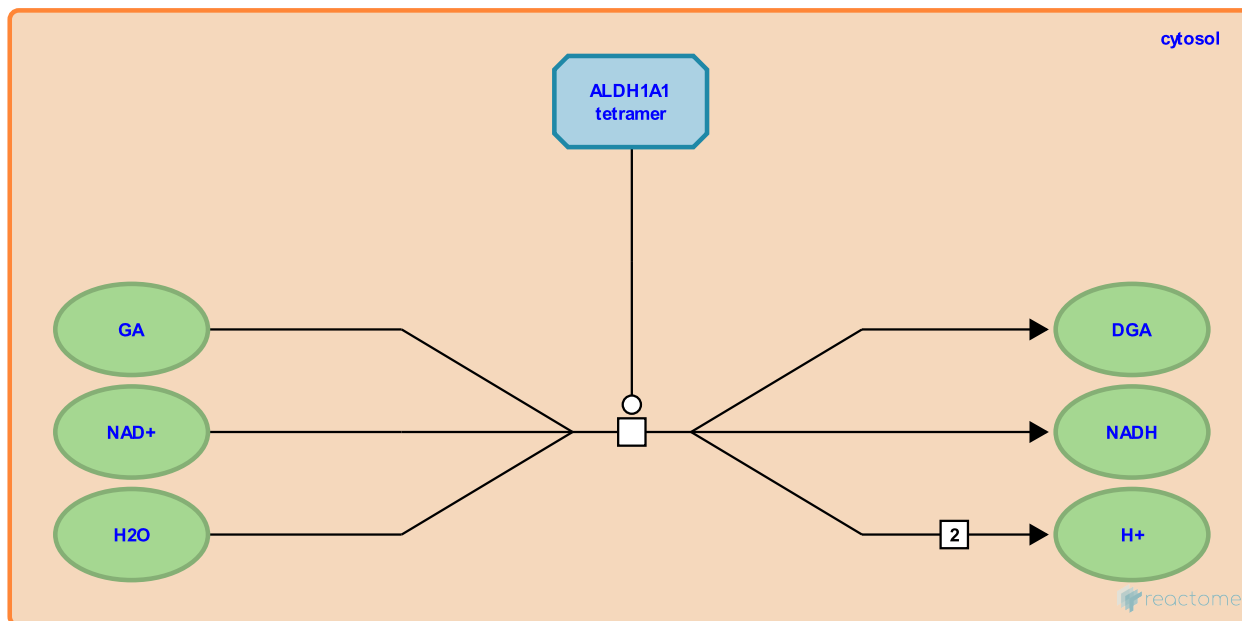 cytosol
ALDH1A1
tetramer
GA
DGA
NAD+
NADH
H2O
2
H+
reactome